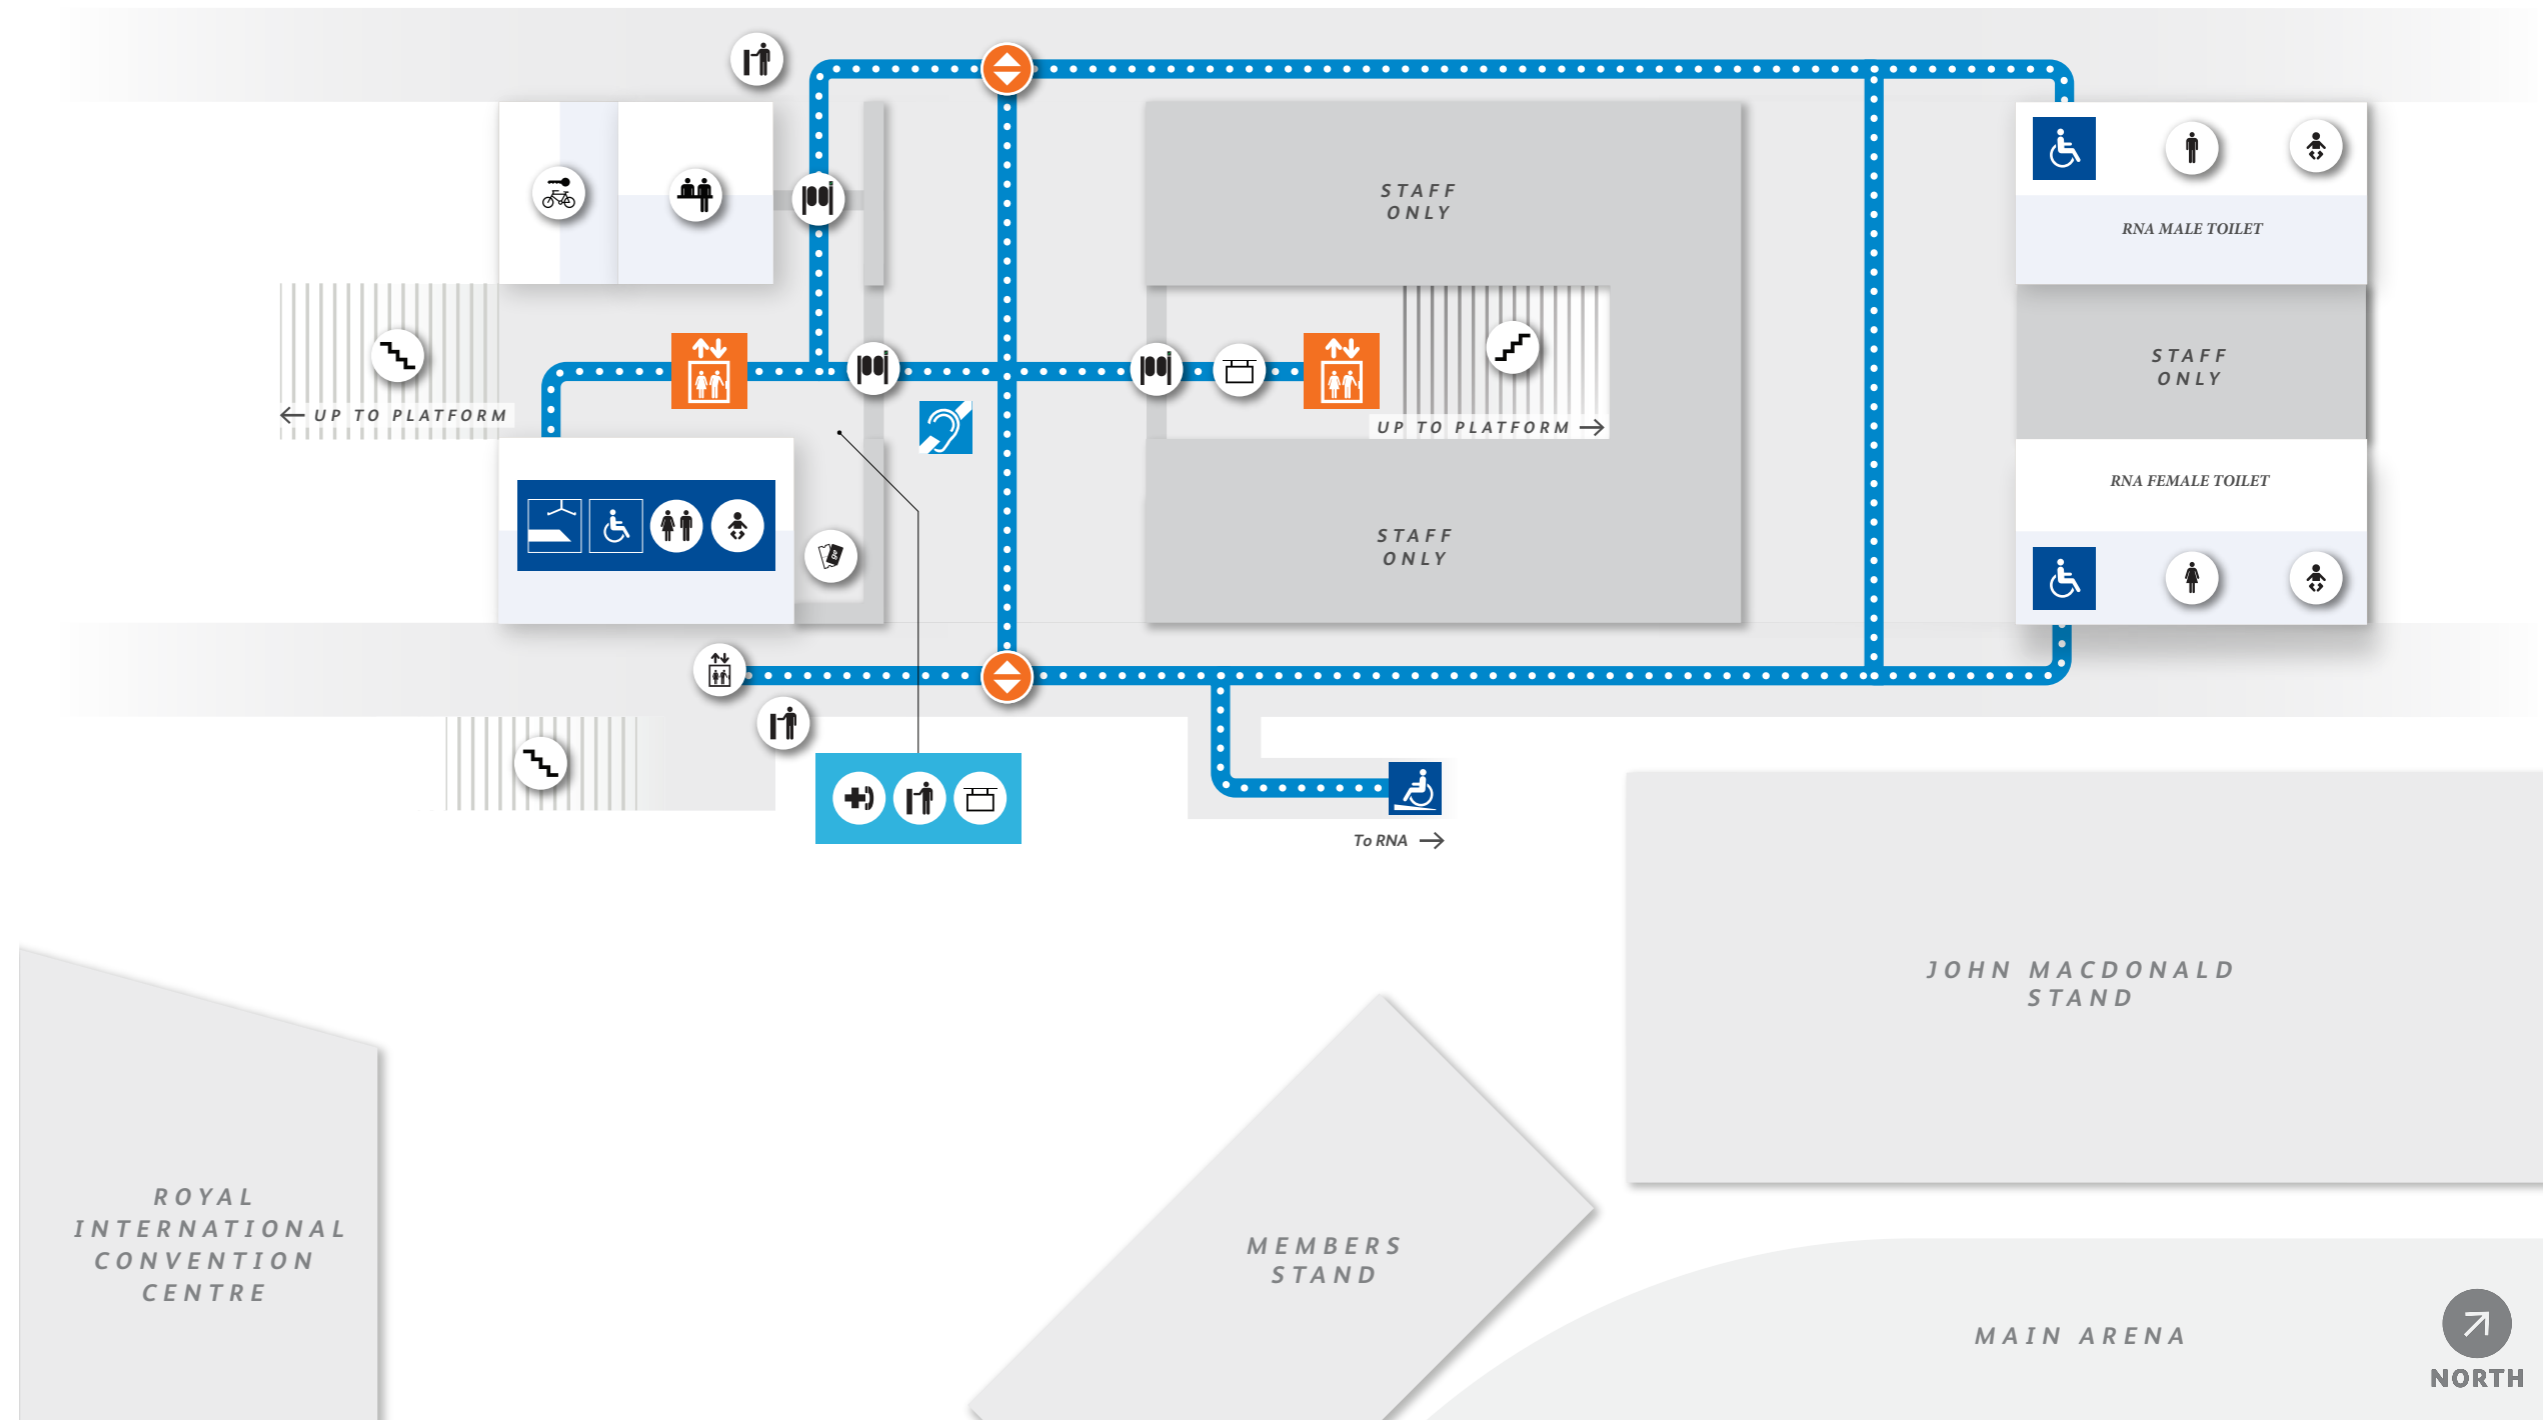 STAFF
ONLY
RNA MALE TOILET
STAFF
ONLY
UP TO PLATFORM
UP TO PLATFORM
RNA FEMALE TOILET
STAFF
ONLY
To RNA
JOHN MACDONALD
STAND
ROYAL
INTERNATIONAL
CONVENTION
CENTRE
MEMBERS
STAND
MAIN ARENA
NORTH